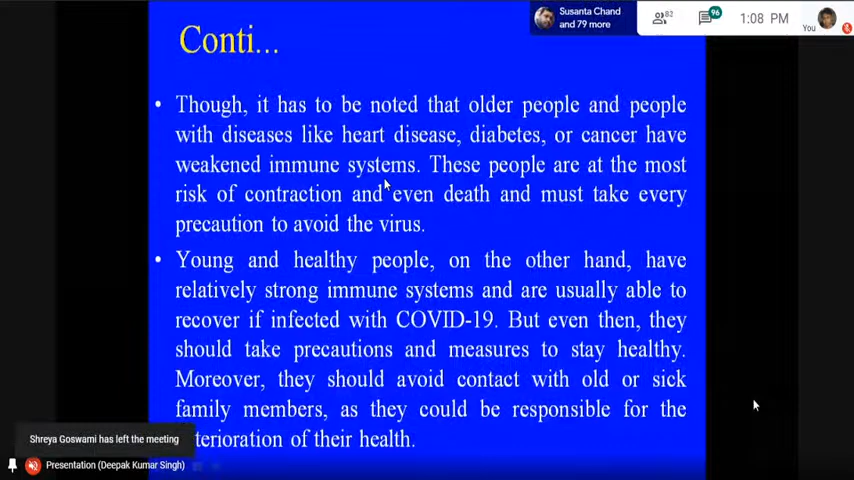 Susanta Chand
and 79 more
82
96
1:08 PM
You
Conti...
• Though, it has to be noted that older people and people
with diseases like heart disease, diabetes, or cancer have
weakened immune systems. These people are at the most
risk of contraction and even death and must take every
precaution to avoid the virus.
• Young and healthy people, on the other hand, have
relatively strong immune systems and are usually able to
recover if infected with COVID-19. But even then, they
should take precautions and measures to stay healthy.
Moreover, they should avoid contact with old or sick
family members, as they could be responsible for the
terioration of their health.
Shreya Goswami has left the meeting
Presentation (Deepak Kumar Singh)